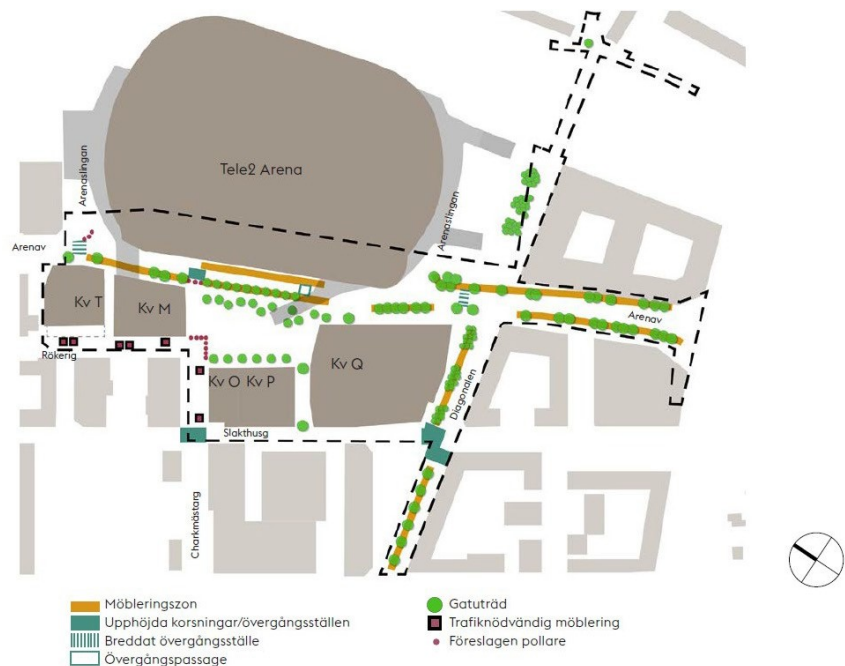 Tele2 Arena
Arenaslingan
Arenaslingan
Arenav
Kv T
Kv M
Arenav
Rökerig
Kv O
Kv P
Kv Q
Diagonalen
Slakthusg
Charkmästarg
Möbleringszon
Upphöjda korsningar/övergångsställen
Breddat övergångsställe
Övergångspassage
Gatuträd
Trafiknödvändig möblering
Föreslagen pollare